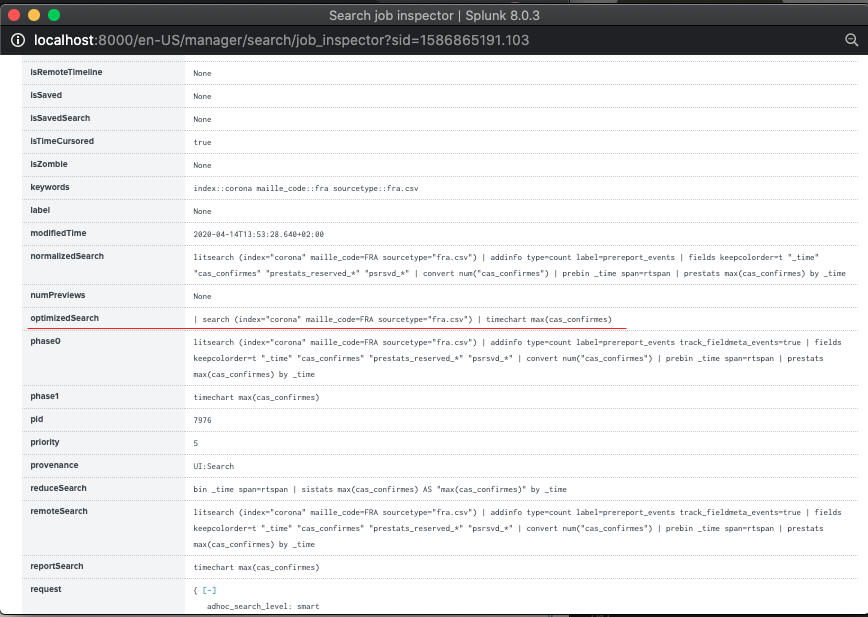 Search job inspector | Splunk 8.0.3
localhost:8000/en-US/manager/search/job_inspector?sid=1586865191.103
isRemoteTimeline None
isSaved None
isSavedSearch None
isTimeCursored true
isZombie None
keywords index::corona maille_code::fra sourcetype::fra.csv
label None
modifiedTime 2020-04-14T13:53:28.640+02:00
normalizedSearch litsearch (index="corona" maille_code=FRA sourcetype="fra.csv") | addinfo type=count label=prereport_events | fields keepcolorder=t "_time"
"cas_confirmes" "prestats_reserved_*" "psrsvd_*" | convert num("cas_confirmes") | prebin _time span=rtspan | prestats max(cas_confirmes) by _time
numPreviews None
optimizedSearch | search (index="corona" maille_code=FRA sourcetype="fra.csv") | timechart max(cas_confirmes)
phase0 litsearch (index="corona" maille_code=FRA sourcetype="fra.csv") | addinfo type=count label=prereport_events track_fieldmeta_events=true | fields
keepcolorder=t "_time" "cas_confirmes" "prestats_reserved_*" "psrsvd_*" | convert num("cas_confirmes") | prebin _time span=rtspan | prestats
max(cas_confirmes) by _time
phase1 timechart max(cas_confirmes)
pid 7976
priority 5
provenance UI:Search
reduceSearch bin _time span=rtspan | sistats max(cas_confirmes) AS "max(cas_confirmes)" by _time
remoteSearch litsearch (index="corona" maille_code=FRA sourcetype="fra.csv") | addinfo type=count label=prereport_events track_fieldmeta_events=true | fields
keepcolorder=t "_time" "cas_confirmes" "prestats_reserved_*" "psrsvd_*" | convert num("cas_confirmes") | prebin _time span=rtspan | prestats
max(cas_confirmes) by _time
reportSearch timechart max(cas_confirmes)
request { [-]
adhoc_search_level: smart